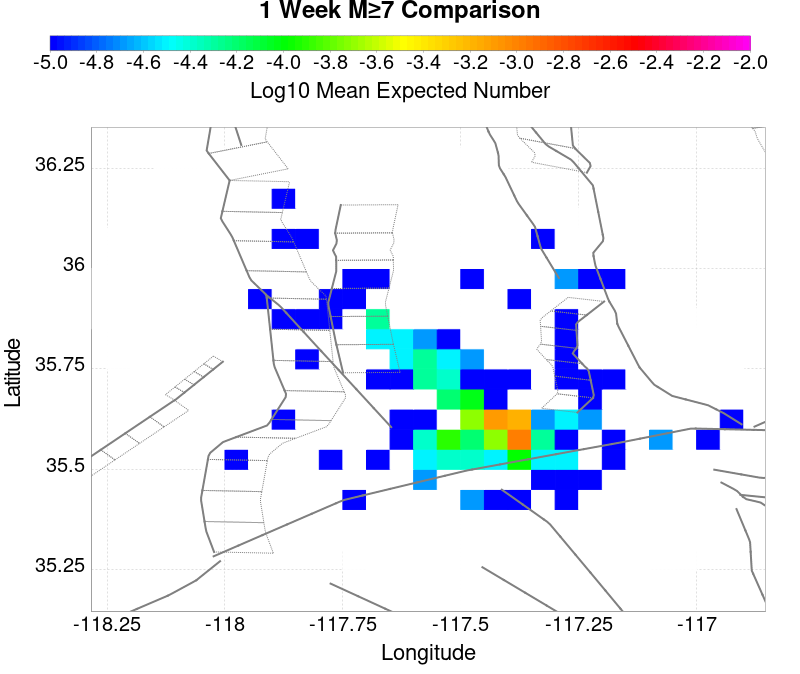 1 Week M≥7 Comparison
-5.0 -4.8 -4.6 -4.4 -4.2 -4.0 -3.8 -3.6 -3.4 -3.2 -3.0 -2.8 -2.6 -2.4 -2.2 -2.0
Log10 Mean Expected Number
36.25
36
35.75
35.5
35.25
Latitude
-118.25 -118 -117.75 -117.5 -117.25 -117
Longitude